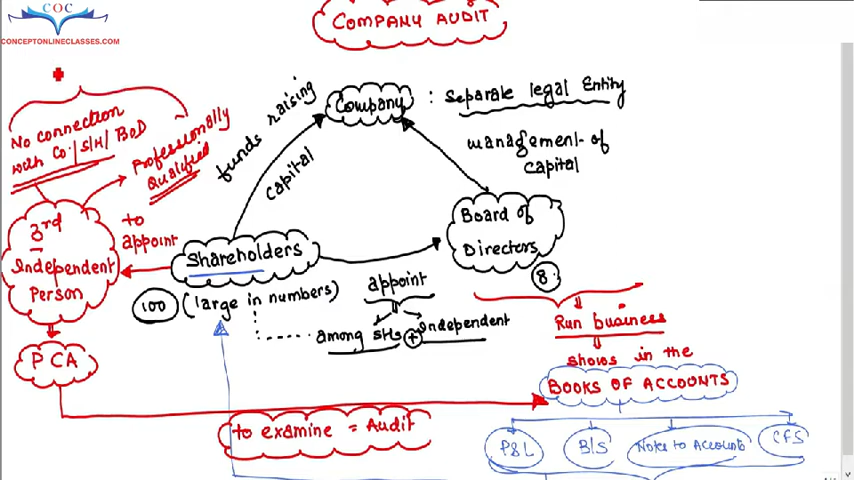 COC
CONCEPTONLINECLASSES.COM
COMPANY AUDIT
No connection
with Co./SH/BOD
Professionally
Qualified
funds raising
capital
Company : Separate legal Entity
management of
capital
3rd
Independent
Person
to
appoint
Shareholders
100 (large in numbers)
Board of
Directors
8
appoint
among SHs + independent
Run business
shows in the
BOOKS OF ACCOUNTS
PCA
to examine = Audit
P&L
B/S
Notes to Accounts
CFS